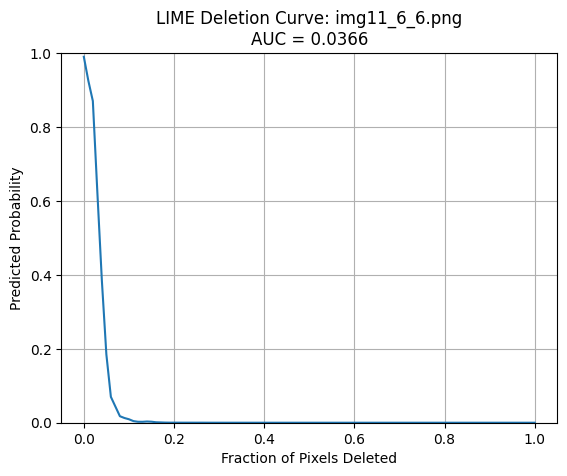 LIME Deletion Curve: img11_6_6.png
AUC = 0.0366
1.0
0.8
0.6
0.4
0.2
0.0
Predicted Probability
0.0 0.2 0.4 0.6 0.8 1.0
Fraction of Pixels Deleted